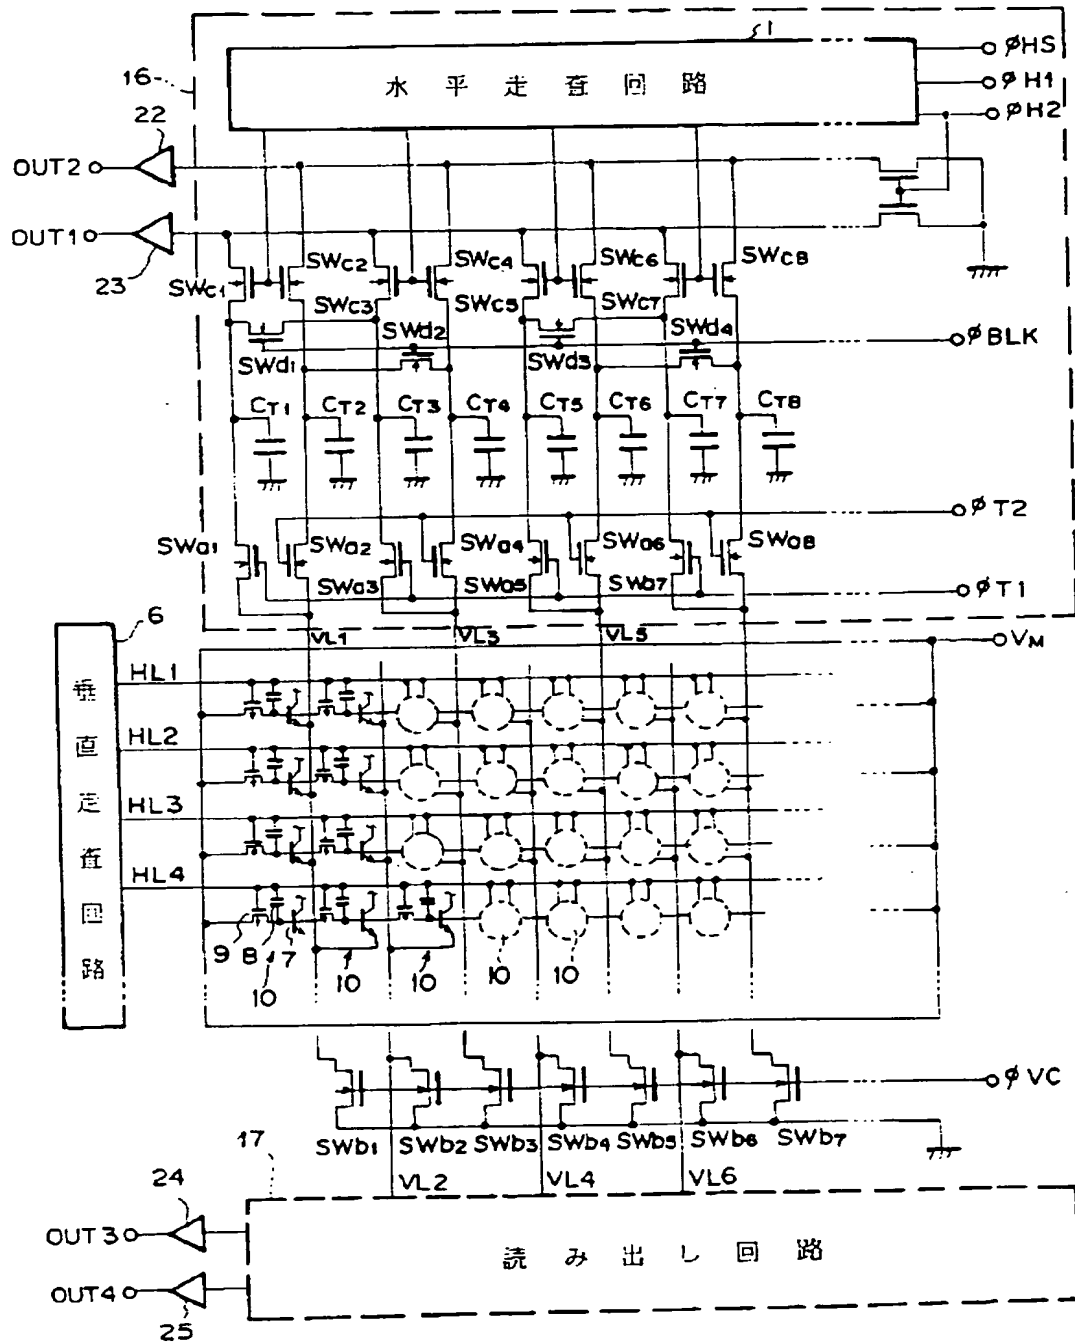 1
16
水平走査回路
φHS
φH1
φH2
22
OUT2
OUT1
23
SWC1
SWC2
SWC3
SWC4
SWC5
SWC6
SWC7
SWC8
SWd1
SWd2
SWd3
SWd4
φBLK
CT1
CT2
CT3
CT4
CT5
CT6
CT7
CT8
φT2
SWa1
SWa2
SWa3
SWa4
SWa5
SWa6
SWa7
SWa8
φT1
6
VL1
VL3
VL5
VM
垂直走査回路
HL1
HL2
HL3
HL4
9
8
7
10
10
10
10
10
φVC
SWb1
SWb2
SWb3
SWb4
SWb5
SWb6
SWb7
17
VL2
VL4
VL6
24
OUT3
読み出し回路
OUT4
25